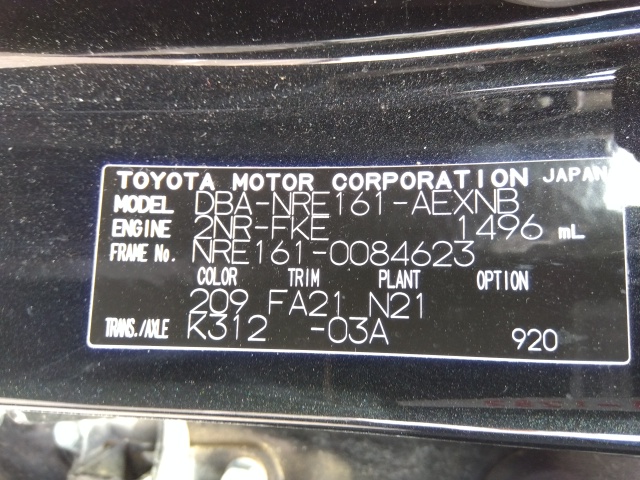 TOYOTA MOTOR CORPORATION JAPAN
MODEL DBA-NRE161-AEXNB
ENGINE 2NR-FKE 1496 mL
FRAME No. NRE161-0084623
COLOR TRIM PLANT OPTION
209 FA21 N21
TRANS./AXLE K312 -03A 920